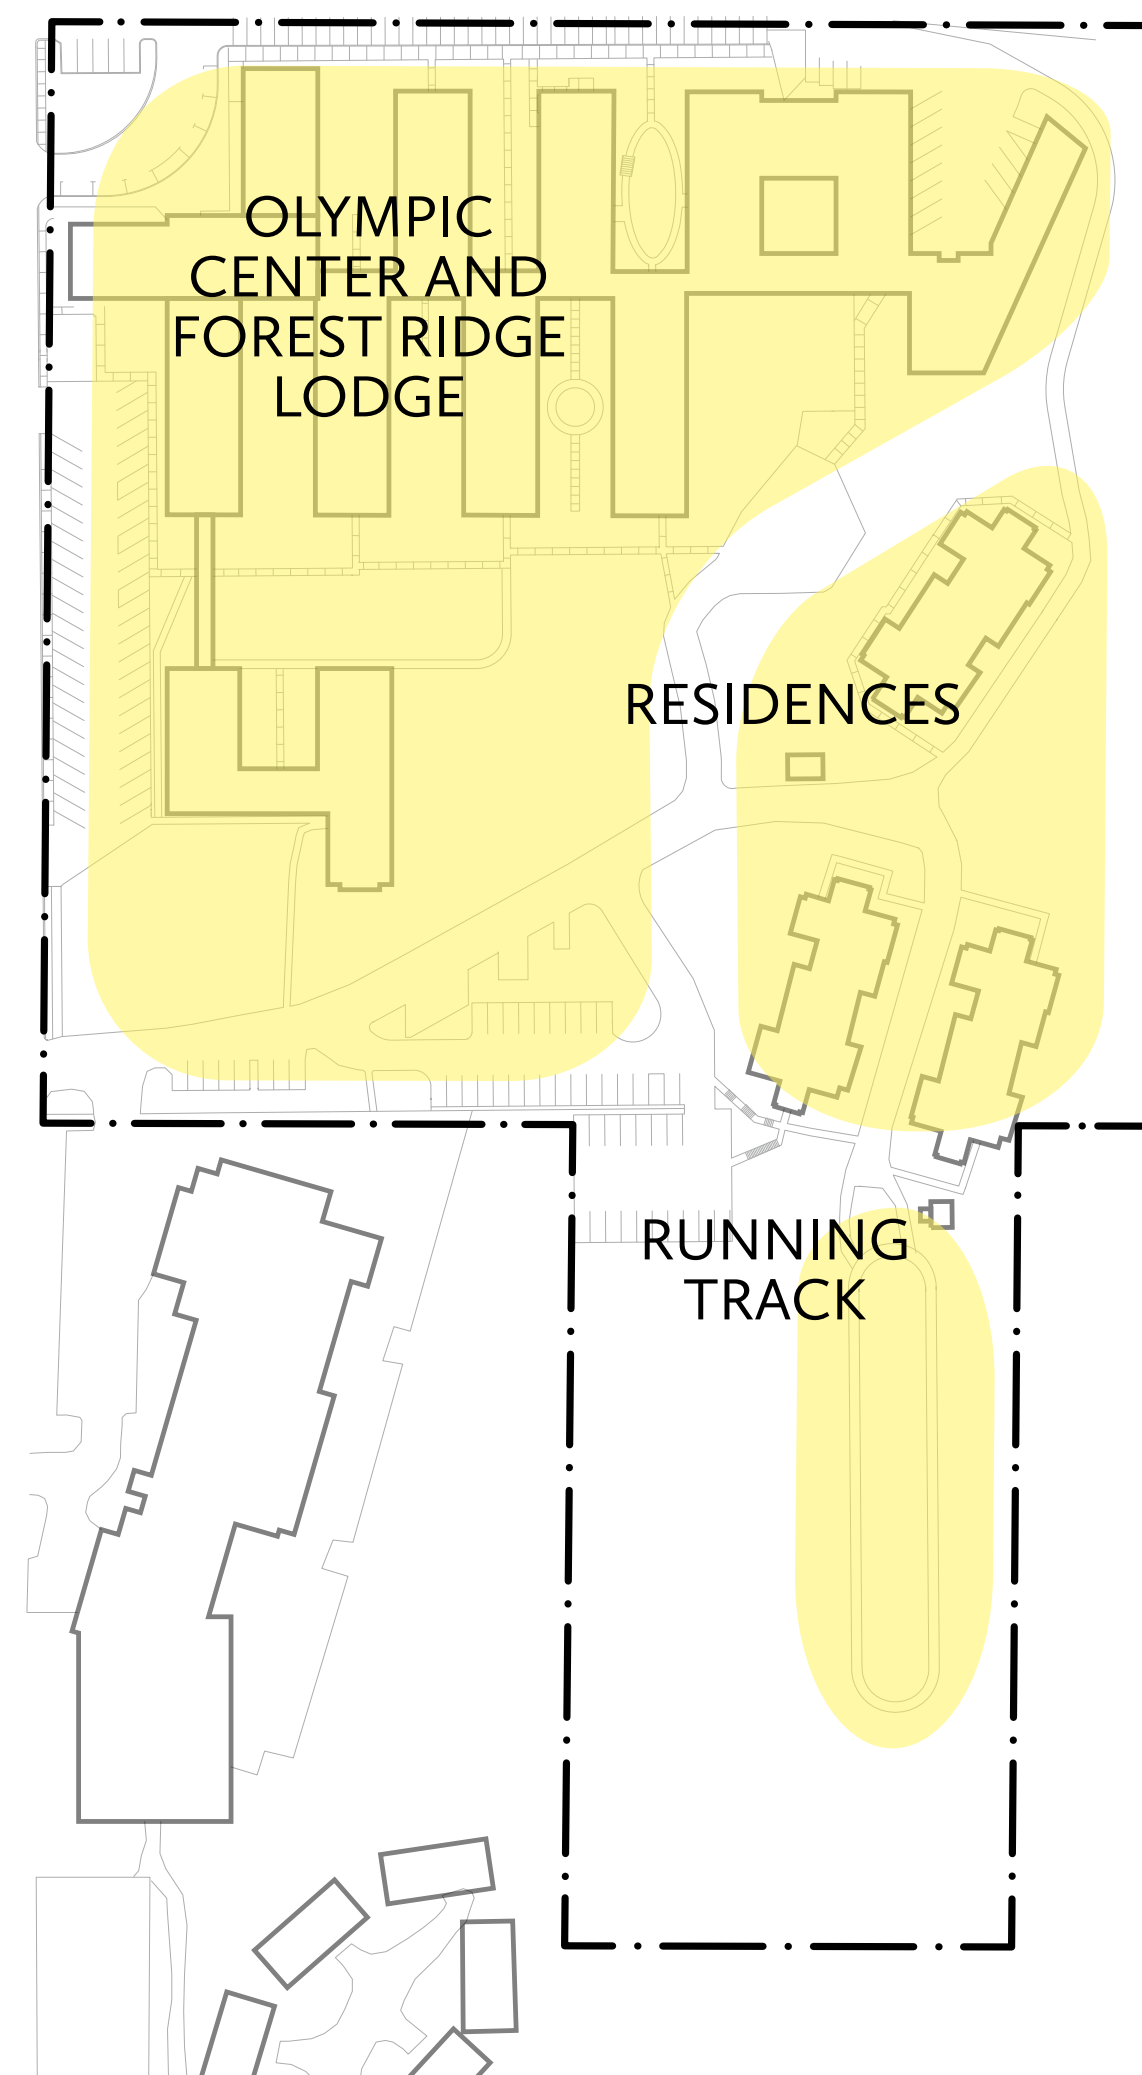 OLYMPIC
CENTER AND
FOREST RIDGE
LODGE
RESIDENCES
RUNNING
TRACK